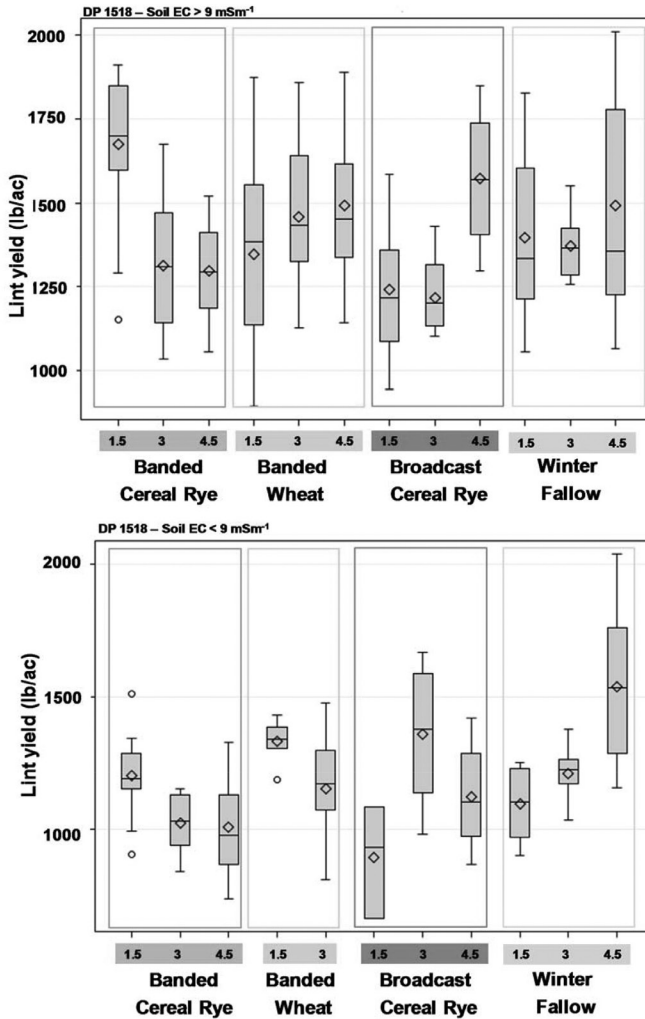 DP 1518 – Soil EC > 9 mSm⁻¹
Lint yield (lb/ac)
2000
1750
1500
1250
1000
1.5 3 4.5 1.5 3 4.5 1.5 3 4.5 1.5 3 4.5
Banded Banded Broadcast Winter
Cereal Rye Wheat Cereal Rye Fallow
DP 1518 – Soil EC < 9 mSm⁻¹
Lint yield (lb/ac)
2000
1500
1000
1.5 3 4.5 1.5 3 1.5 3 4.5 1.5 3 4.5
Banded Banded Broadcast Winter
Cereal Rye Wheat Cereal Rye Fallow